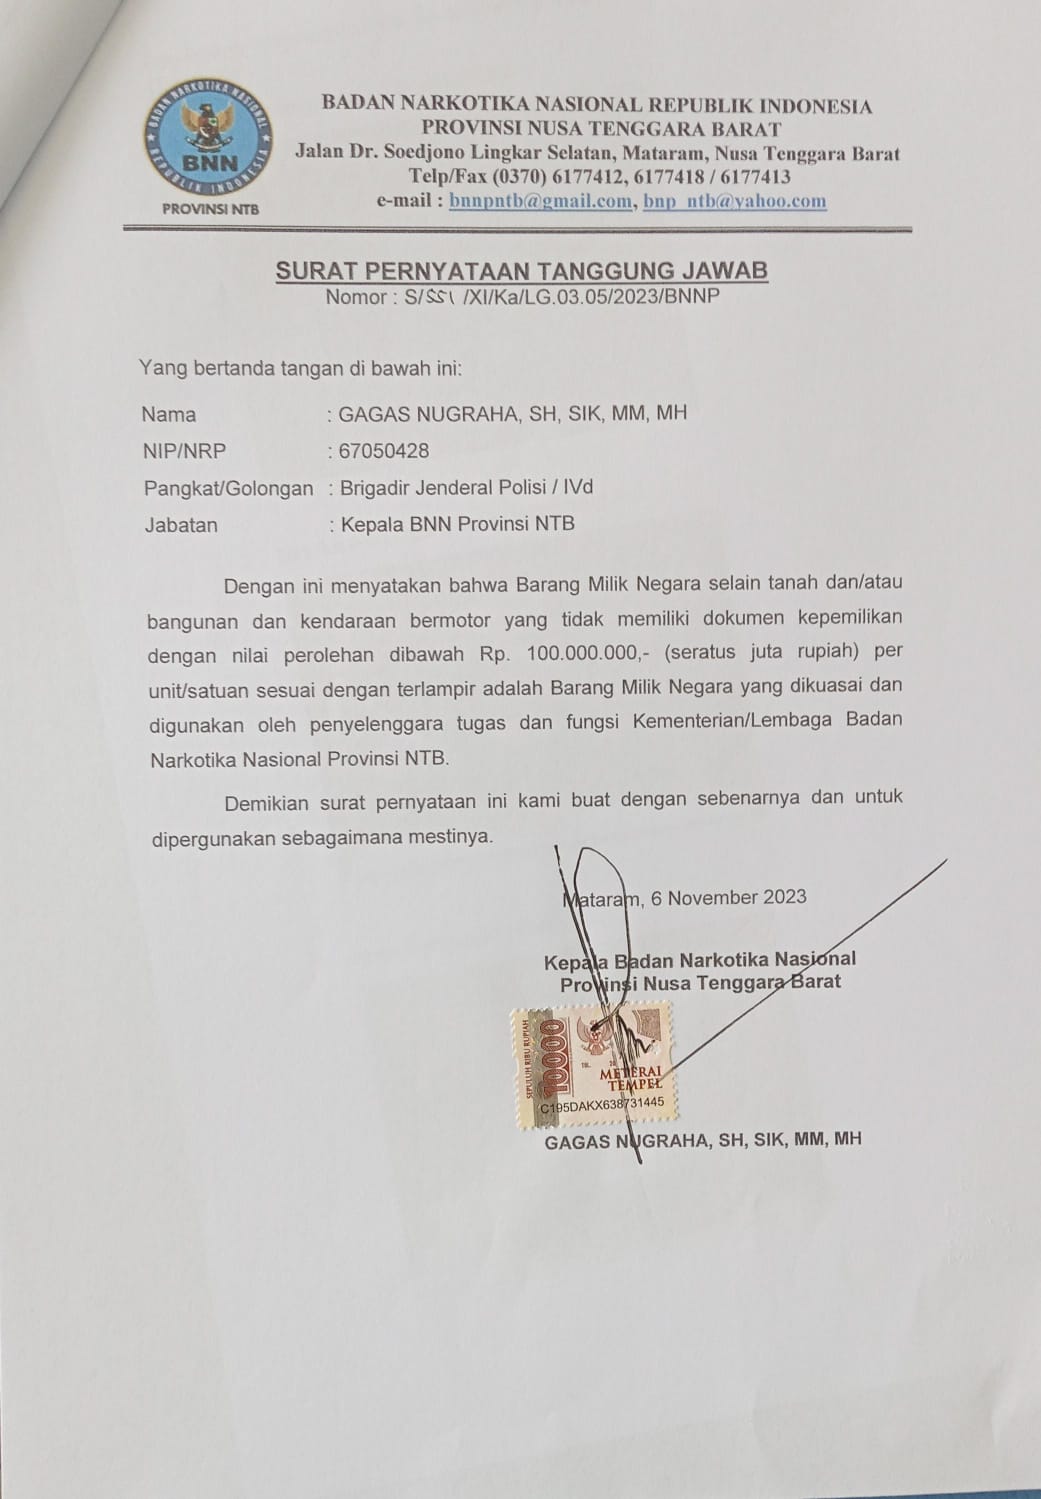 BADAN NARKOTIKA NASIONAL
REPUBLIK INDONESIA
BNN
PROVINSI NTB
BADAN NARKOTIKA NASIONAL REPUBLIK INDONESIA
PROVINSI NUSA TENGGARA BARAT
Jalan Dr. Soedjono Lingkar Selatan, Mataram, Nusa Tenggara Barat
Telp/Fax (0370) 6177412, 6177418 / 6177413
e-mail : bnnpntb@gmail.com, bnp_ntb@yahoo.com
SURAT PERNYATAAN TANGGUNG JAWAB
Nomor : S/551 /XI/Ka/LG.03.05/2023/BNNP
Yang bertanda tangan di bawah ini:
Nama : GAGAS NUGRAHA, SH, SIK, MM, MH
NIP/NRP : 67050428
Pangkat/Golongan : Brigadir Jenderal Polisi / IVd
Jabatan : Kepala BNN Provinsi NTB
Dengan ini menyatakan bahwa Barang Milik Negara selain tanah dan/atau
bangunan dan kendaraan bermotor yang tidak memiliki dokumen kepemilikan
dengan nilai perolehan dibawah Rp. 100.000.000,- (seratus juta rupiah) per
unit/satuan sesuai dengan terlampir adalah Barang Milik Negara yang dikuasai dan
digunakan oleh penyelenggara tugas dan fungsi Kementerian/Lembaga Badan
Narkotika Nasional Provinsi NTB.
Demikian surat pernyataan ini kami buat dengan sebenarnya dan untuk
dipergunakan sebagaimana mestinya.
Mataram, 6 November 2023
Kepala Badan Narkotika Nasional
Provinsi Nusa Tenggara Barat
SEPULUH RIBU RUPIAH
10000
METERAI
TEMPEL
C195DAKX638731445
GAGAS NUGRAHA, SH, SIK, MM, MH